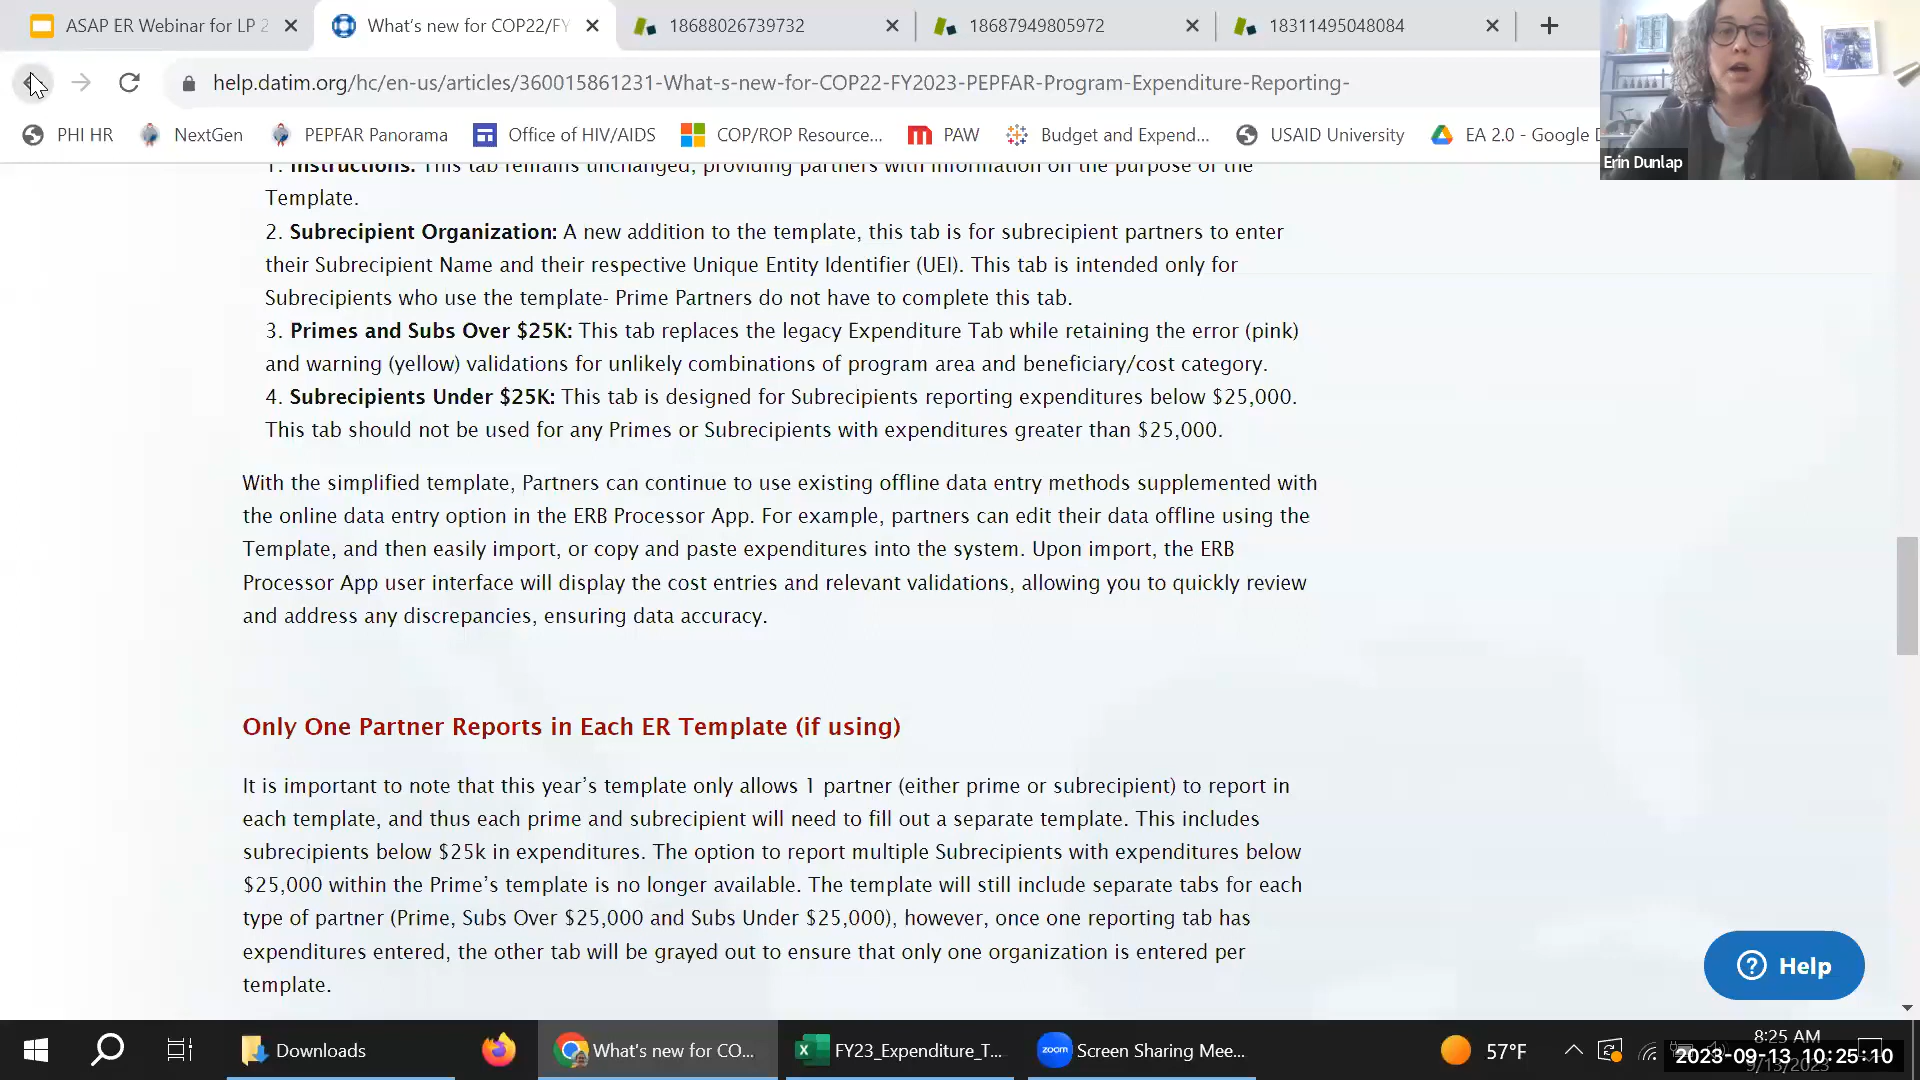 ASAP ER Webinar for LP 2
What's new for COP22/FY
18688026739732
18687949805972
18311495048084
help.datim.org/hc/en-us/articles/360015861231-What-s-new-for-COP22-FY2023-PEPFAR-Program-Expenditure-Reporting-
PHI HR
NextGen
PEPFAR Panorama
Office of HIV/AIDS
COP/ROP Resource...
PAW
Budget and Expend...
USAID University
EA 2.0 - Google D
Erin Dunlap
1. Instructions: This tab remains unchanged, providing partners with information on the purpose of the
Template.
2. Subrecipient Organization: A new addition to the template, this tab is for subrecipient partners to enter
their Subrecipient Name and their respective Unique Entity Identifier (UEI). This tab is intended only for
Subrecipients who use the template- Prime Partners do not have to complete this tab.
3. Primes and Subs Over $25K: This tab replaces the legacy Expenditure Tab while retaining the error (pink)
and warning (yellow) validations for unlikely combinations of program area and beneficiary/cost category.
4. Subrecipients Under $25K: This tab is designed for Subrecipients reporting expenditures below $25,000.
This tab should not be used for any Primes or Subrecipients with expenditures greater than $25,000.
With the simplified template, Partners can continue to use existing offline data entry methods supplemented with
the online data entry option in the ERB Processor App. For example, partners can edit their data offline using the
Template, and then easily import, or copy and paste expenditures into the system. Upon import, the ERB
Processor App user interface will display the cost entries and relevant validations, allowing you to quickly review
and address any discrepancies, ensuring data accuracy.
Only One Partner Reports in Each ER Template (if using)
It is important to note that this year's template only allows 1 partner (either prime or subrecipient) to report in
each template, and thus each prime and subrecipient will need to fill out a separate template. This includes
subrecipients below $25k in expenditures. The option to report multiple Subrecipients with expenditures below
$25,000 within the Prime's template is no longer available. The template will still include separate tabs for each
type of partner (Prime, Subs Over $25,000 and Subs Under $25,000), however, once one reporting tab has
expenditures entered, the other tab will be grayed out to ensure that only one organization is entered per
template.
Help
Downloads
What's new for CO...
FY23_Expenditure_T...
zoom
Screen Sharing Mee...
57°F
8:25 AM
9/13/2023
2023-09-13 10:25:10